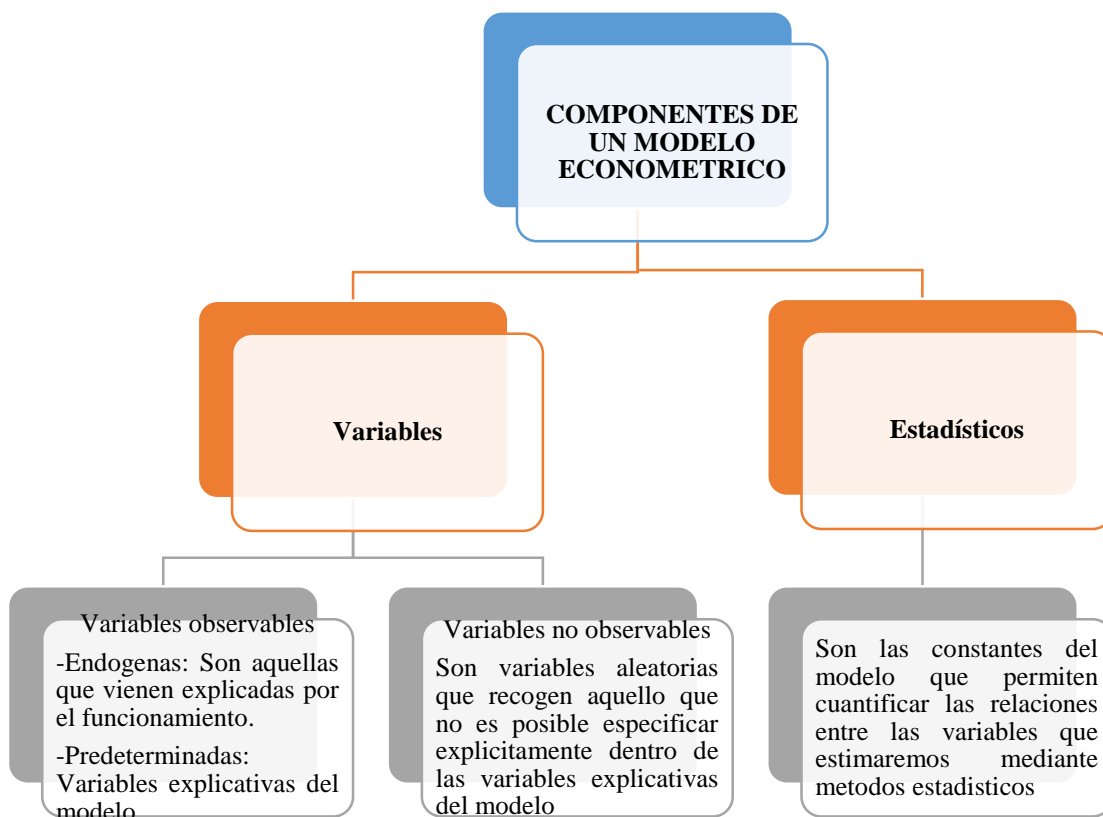 COMPONENTES DE
UN MODELO
ECONOMETRICO
Variables
Estadísticos
Variables observables
-Endogenas: Son aquellas
que vienen explicadas por
el funcionamiento.
-Predeterminadas:
Variables explicativas del
modelo
Variables no observables
Son variables aleatorias
que recogen aquello que
no es posible especificar
explicitamente dentro de
las variables explicativas
del modelo
Son las constantes del
modelo que permiten
cuantificar las relaciones
entre las variables que
estimaremos mediante
metodos estadisticos